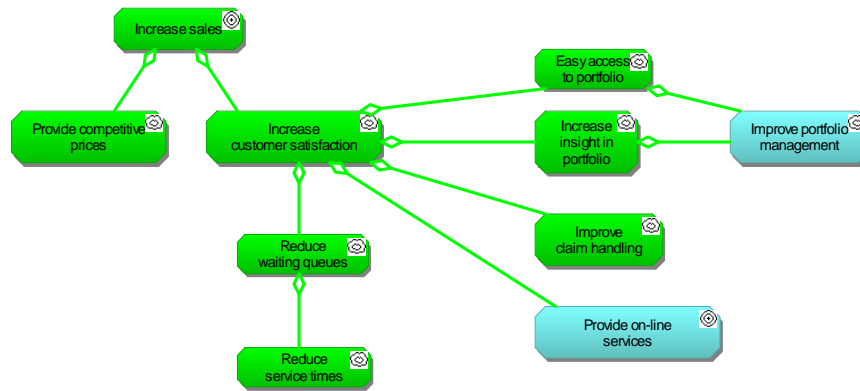 Increase sales
Easy access
to portfolio
Provide competitive
prices
Increase
customer satisfaction
Increase
insight in
portfolio
Improve portfolio
management
Improve
claim handling
Reduce
waiting queues
Provide on-line
services
Reduce
service times